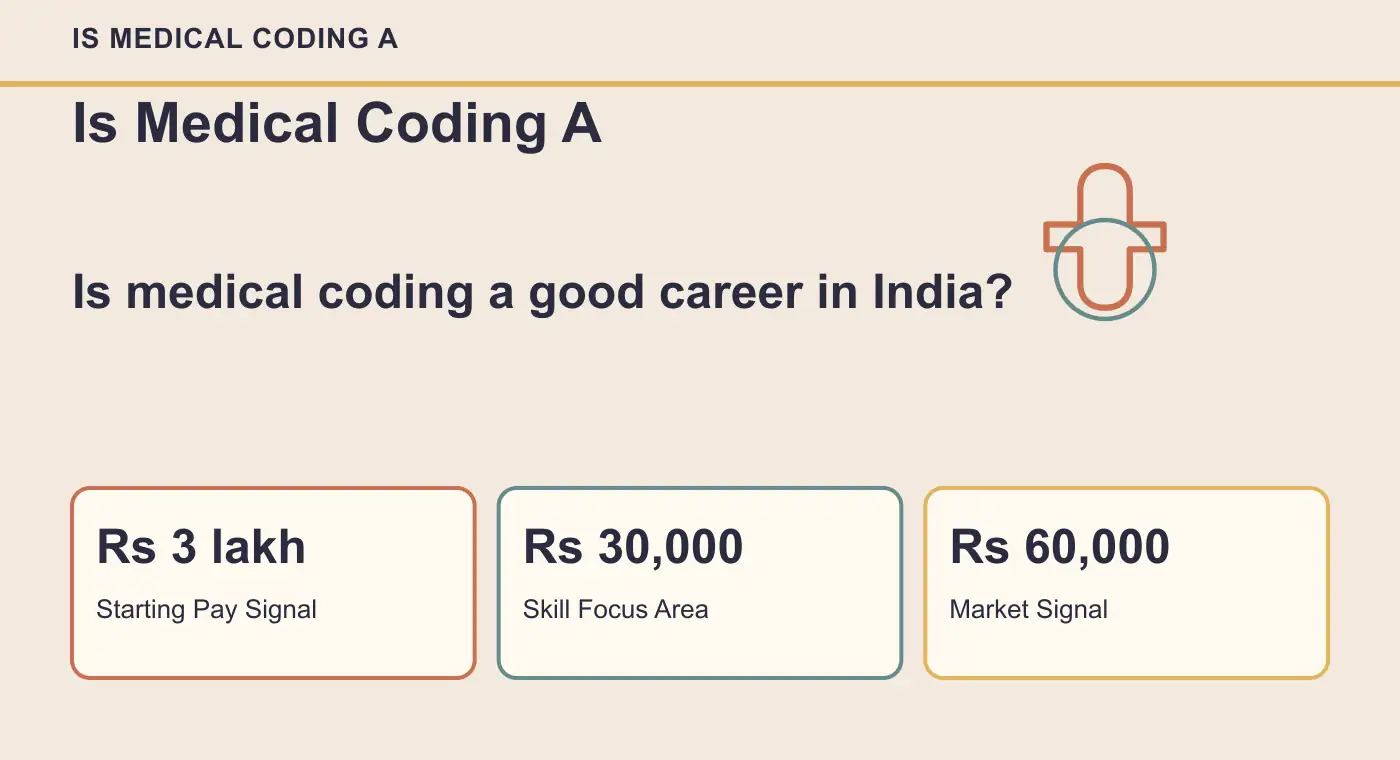 IS MEDICAL CODING A
Is Medical Coding A
Is medical coding a good career in India?
Rs 3 lakh
Starting Pay Signal
Rs 30,000
Skill Focus Area
Rs 60,000
Market Signal